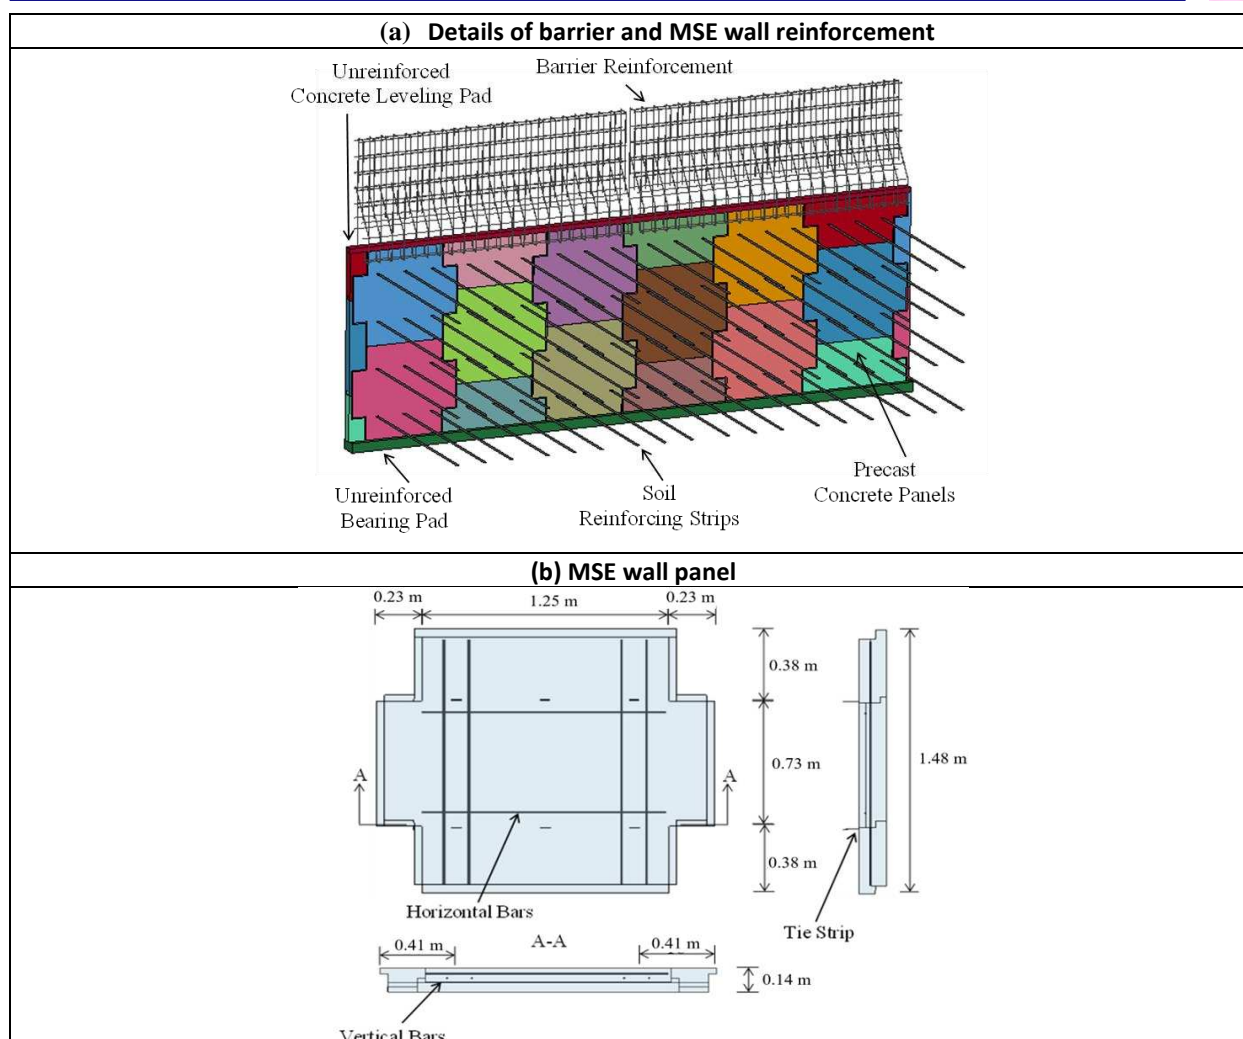 (a) Details of barrier and MSE wall reinforcement
Unreinforced
Concrete Leveling Pad
Barrier Reinforcement
Unreinforced
Bearing Pad
Soil
Reinforcing Strips
Precast
Concrete Panels
(b) MSE wall panel
0.23 m
1.25 m
0.23 m
0.38 m
0.73 m
0.38 m
1.48 m
A
A
Horizontal Bars
Tie Strip
0.41 m
A-A
0.41 m
0.14 m
Vertical Bars